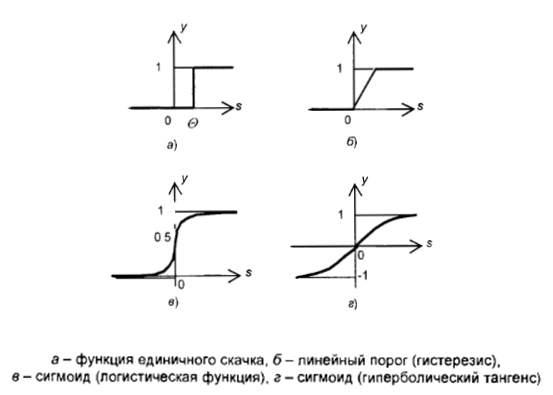 y
1
0
Θ
s
а)
y
1
0
s
б)
y
1
0 5
0
s
в)
y
1
0
-1
s
г)
а – функция единичного скачка, б – линейный порог (гистерезис),
в – сигмоид (логистическая функция), г – сигмоид (гиперболический тангенс)